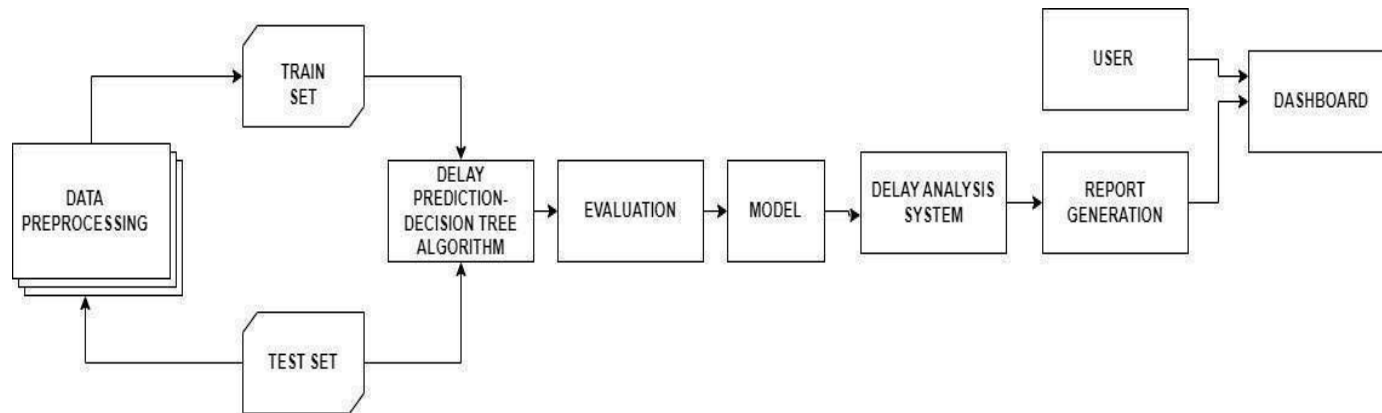 TRAIN
SET
USER
DASHBOARD
DATA
PREPROCESSING
DELAY
PREDICTION-
DECISION TREE
ALGORITHM
EVALUATION
MODEL
DELAY ANALYSIS
SYSTEM
REPORT
GENERATION
TEST SET